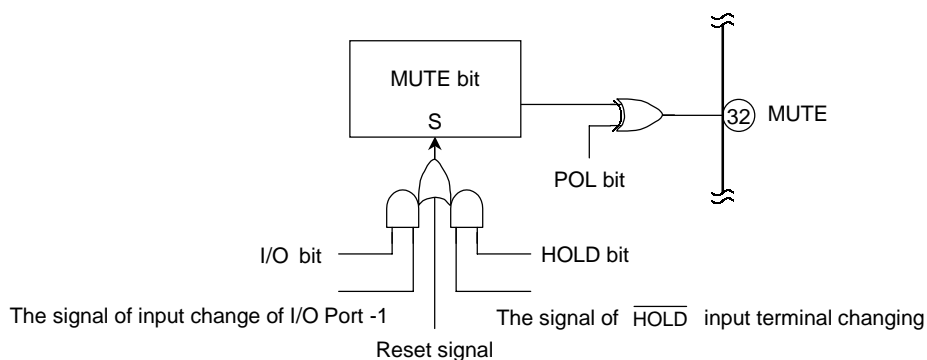 MUTE bit
S
32 MUTE
POL bit
I/O bit
HOLD bit
The signal of input change of I/O Port -1
The signal of HOLD input terminal changing
Reset signal